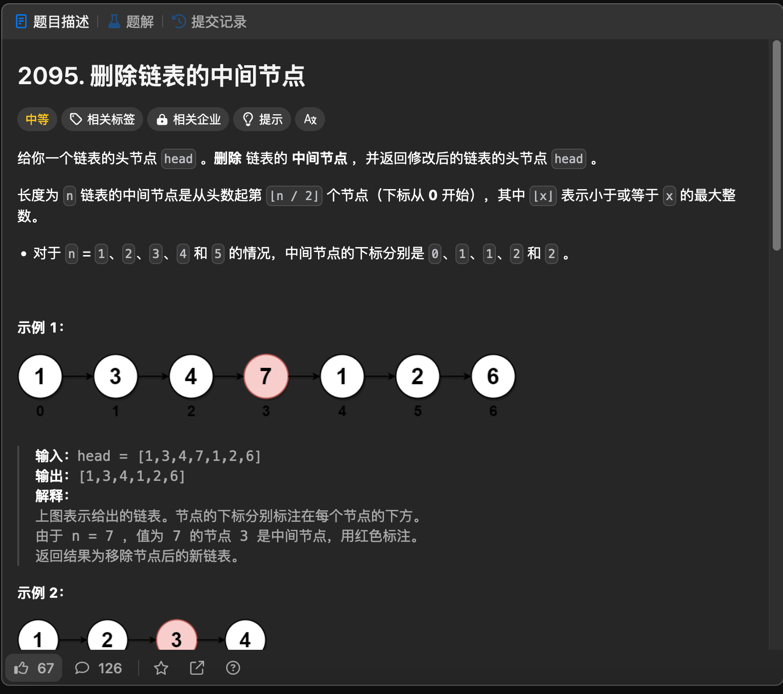 题目描述 题解 提交记录
2095. 删除链表的中间节点
中等 相关标签 相关企业 提示
给你一个链表的头节点 head 。删除 链表的 中间节点 ，并返回修改后的链表的头节点 head 。
长度为 n 链表的中间节点是从头数起第 ⌊n / 2⌋ 个节点（下标从 0 开始），其中 ⌊x⌋ 表示小于或等于 x 的最大整
数。
• 对于 n = 1、2、3、4 和 5 的情况，中间节点的下标分别是 0、1、1、2 和 2 。
示例 1：
1 3 4 7 1 2 6
0 1 2 3 4 5 6
输入：head = [1,3,4,7,1,2,6]
输出：[1,3,4,1,2,6]
解释：
上图表示给出的链表。节点的下标分别标注在每个节点的下方。
由于 n = 7 ，值为 7 的节点 3 是中间节点，用红色标注。
返回结果为移除节点后的新链表。
示例 2：
1 2 3 4
67 126